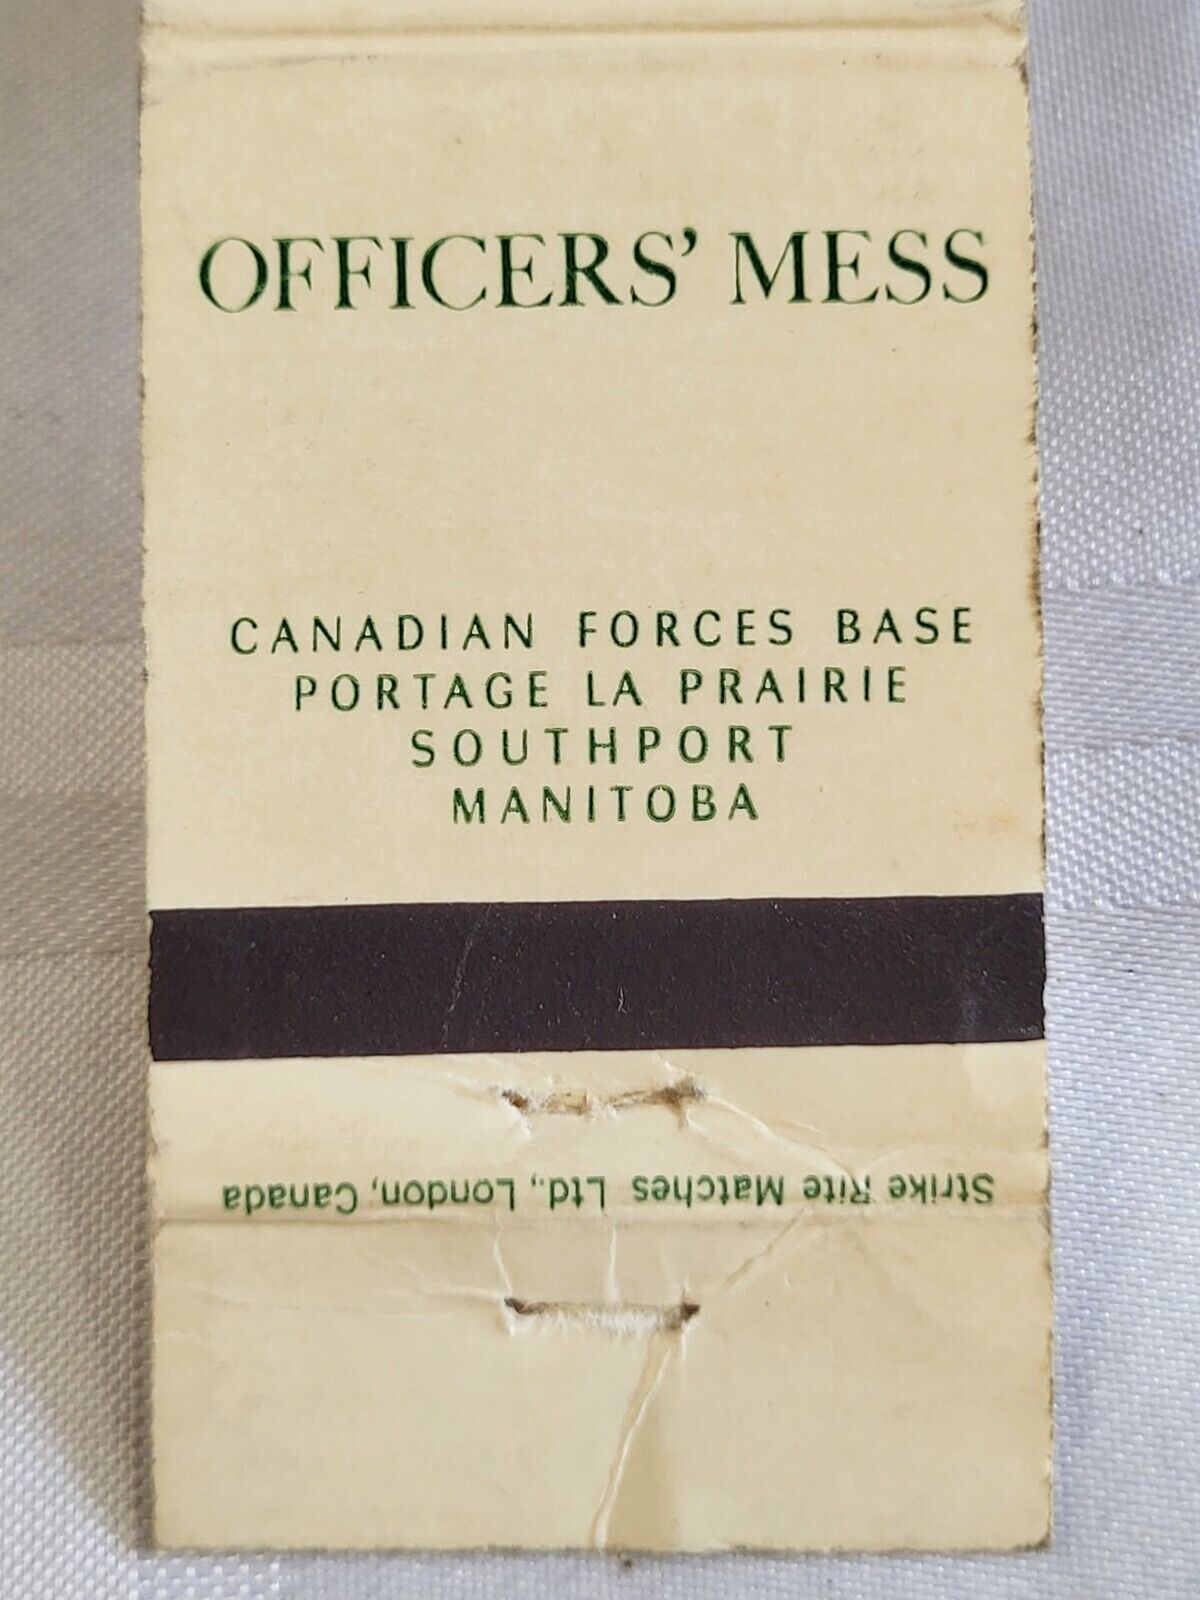 OFFICERS' MESS
CANADIAN FORCES BASE
PORTAGE LA PRAIRIE
SOUTHPORT
MANITOBA
Strike Rite Matches Ltd., London, Canada